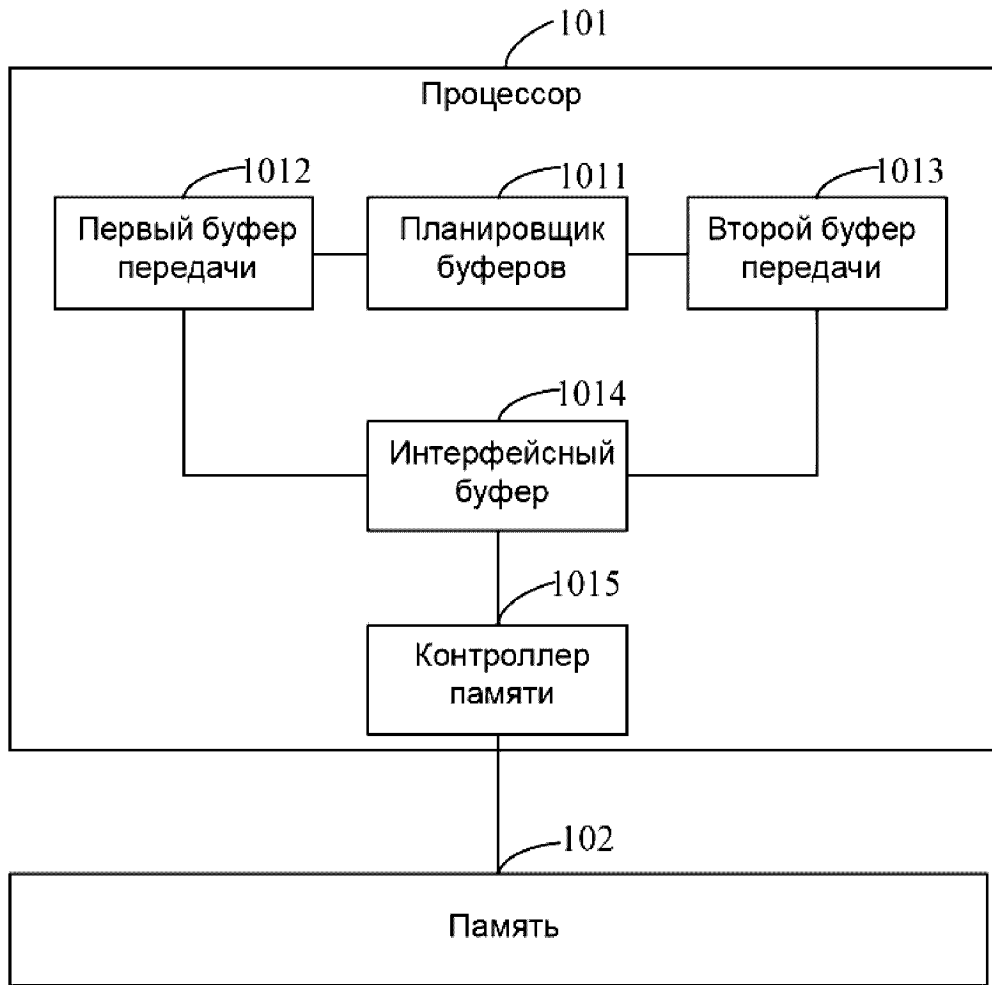 101
Процессор
1012
1011
1013
Первый буфер
передачи
Планировщик
буферов
Второй буфер
передачи
1014
Интерфейсный
буфер
1015
Контроллер
памяти
102
Память